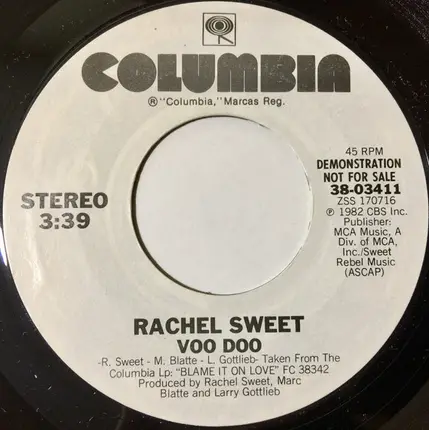 COLUMBIA
® "Columbia," Marcas Reg.
STEREO
3:39
45 RPM
DEMONSTRATION
NOT FOR SALE
38-03411
ZSS 170716
℗ 1982 CBS Inc.
Publisher:
MCA Music, A
Div. of MCA,
Inc./Sweet
Rebel Music
(ASCAP)
RACHEL SWEET
VOO DOO
-R. Sweet - M. Blatte - L. Gottlieb- Taken From The
Columbia Lp: "BLAME IT ON LOVE" FC 38342
Produced by Rachel Sweet, Marc
Blatte and Larry Gottlieb